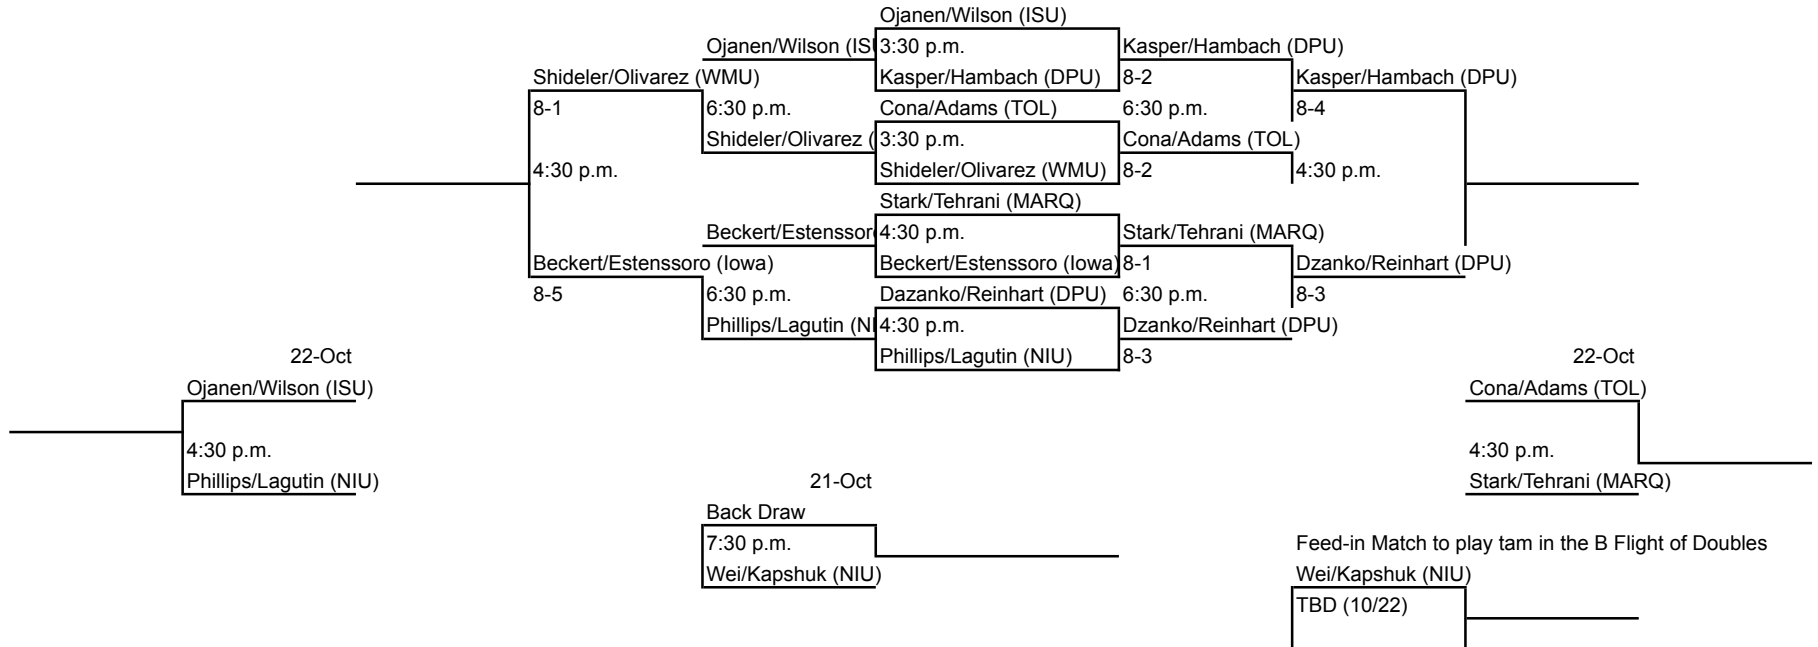 Ojanen/Wilson (ISU)
Ojanen/Wilson (IS 3:30 p.m. Kasper/Hambach (DPU)
Shideler/Olivarez (WMU) Kasper/Hambach (DPU) 8-2 Kasper/Hambach (DPU)
8-1 6:30 p.m. Cona/Adams (TOL) 6:30 p.m. 8-4
Shideler/Olivarez ( 3:30 p.m. Cona/Adams (TOL)
4:30 p.m. Shideler/Olivarez (WMU) 8-2 4:30 p.m.
Stark/Tehrani (MARQ)
Beckert/Estenssor 4:30 p.m. Stark/Tehrani (MARQ)
Beckert/Estenssoro (Iowa) Beckert/Estenssoro (Iowa) 8-1 Dzanko/Reinhart (DPU)
8-5 6:30 p.m. Dazanko/Reinhart (DPU) 6:30 p.m. 8-3
Phillips/Lagutin (N 4:30 p.m. Dzanko/Reinhart (DPU)
22-Oct Phillips/Lagutin (NIU) 8-3 22-Oct
Ojanen/Wilson (ISU) Cona/Adams (TOL)
4:30 p.m. 4:30 p.m.
Phillips/Lagutin (NIU) 21-Oct Stark/Tehrani (MARQ)
Back Draw
7:30 p.m. Feed-in Match to play tam in the B Flight of Doubles
Wei/Kapshuk (NIU) Wei/Kapshuk (NIU)
TBD (10/22)